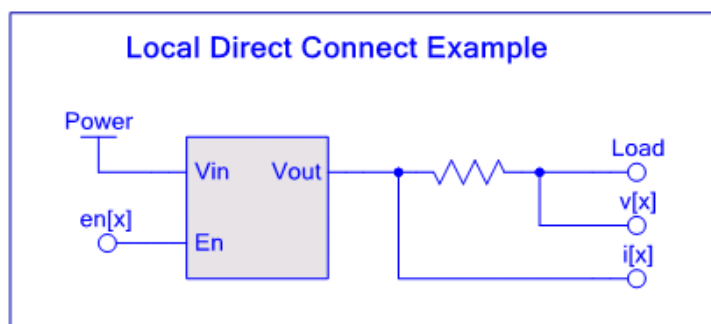 Local Direct Connect Example
Power
Vin
Vout
Load
en[x]
En
v[x]
i[x]